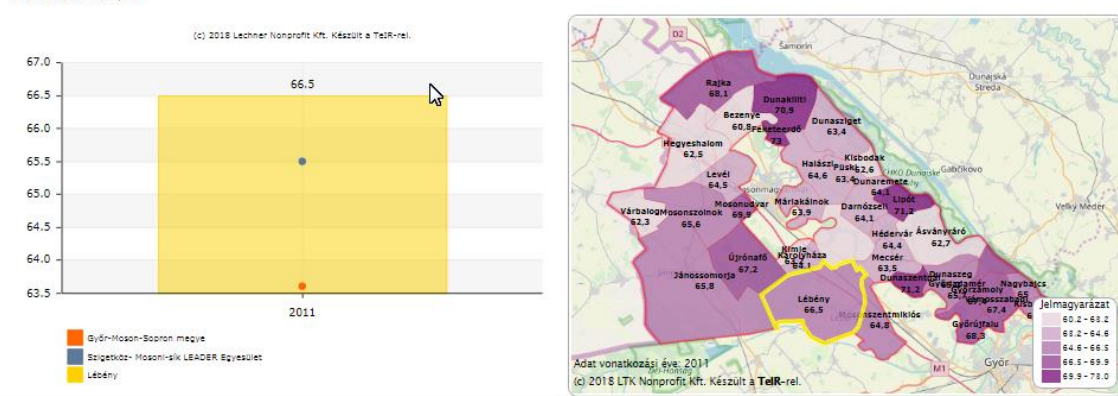 (c) 2018 Lechner Nonprofit Kft. Készült a TeIR-rel.
67.0
66.5
66.0
65.5
65.0
64.5
64.0
63.5
66.5
2011
Győr-Moson-Sopron megye
Szigetköz- Mosoni-sík LEADER Egyesület
Lébény
D2
Šamorín
Dunajská
Streda
Rajka
68,1
Dunakiliti
70,9
Bezenye
60,8
Feketeerdő
73
Dunasziget
63,4
Hegyeshalom
62,5
Halászi
64,6
Püski
63,4
Kisbodak
62,6
CHKO Dunajské
Gabčíkovo
Levél
64,5
Dunaremete
64,1
Lipót
71,2
Veľký Meder
Várbalog
62,3
Mosonszolnok
65,6
Mosonudvar
69,9
Máriakálnok
63,9
Darnózseli
64,1
Hédervár
64,4
Ásványráró
62,7
Kimle
Károlyháza
64,1
Mecsér
63,5
Újrónafő
67,2
Jánossomorja
65,8
Dunaszentpál
71,2
Dunaszeg
Nagybajcs
65
Győrzámoly
67,4
Lébény
66,5
Mosonszentmiklós
64,8
Győrújfalu
68,3
Győr
M1
Jelmagyarázat
60.2 - 63.2
63.2 - 64.6
64.6 - 66.5
66.5 - 69.9
69.9 - 73.0
Adat vonatkozási éve: 2011
(c) 2018 LTK Nonprofit Kft. Készült a TeIR-rel.